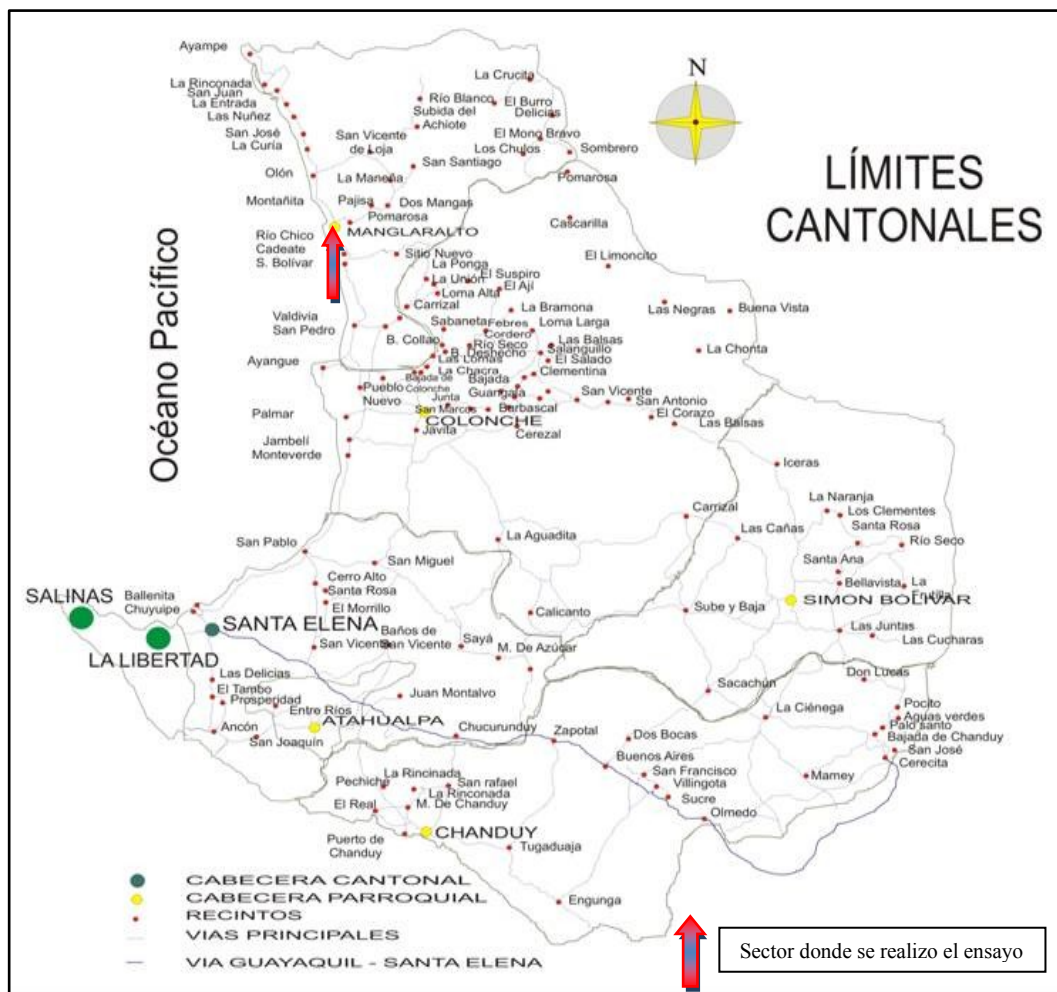 Ayampe
La Crucita
N
La Rinconada
San Juan
La Entrada
Las Nuñez
Río Blanco
Subida del
Achiote
El Burro
Delicias
San José
La Curía
San Vicente
de Loja
El Mono Bravo
Los Chulos
Sombrero
LÍMITES
CANTONALES
San Santiago
Olón
La Maneña
Pomarosa
Montañita
Pajisa
Dos Mangas
Pomarosa
Cascarilla
MANGLARALTO
Río Chico
Cadeate
S. Bolívar
Sitio Nuevo
La Ponga
El Limoncito
La Unión
El Suspiro
El Ají
Loma Alta
Océano Pacífico
Carrizal
La Bramona
Las Negras
Buena Vista
Valdivia
San Pedro
Sabaneta
Febres
Cordero
Loma Larga
B. Collao
Río Seco
Las Balsas
B. Deshecho
Salanguillo
La Chonta
Ayangue
Las Lomas
El Salado
La Chacra
Clementina
Bajada de
Colonche
Bajada
Guangala
Pueblo
Nuevo
Junta
San Vicente
San Antonio
Palmar
San Marcos
Barbascal
El Corazo
COLONCHE
Las Balsas
Javita
Cerezal
Jambelí
Monteverde
Iceras
La Naranja
Los Clementes
Carrizal
Santa Rosa
Las Cañas
San Pablo
La Aguadita
Río Seco
San Miguel
Santa Ana
Cerro Alto
Santa Rosa
Bellavista
La
Frutilla
SALINAS
Ballenita
Chuyuipe
El Morrillo
SIMON BOLIVAR
Calicanto
Sube y Baja
SANTA ELENA
Las Juntas
Las Cucharas
LA LIBERTAD
San Vicente
Baños de
San Vicente
Sayá
M. De Azúcar
Las Delicias
Don Lucas
El Tambo
Juan Montalvo
Sacachún
Prosperidad
Entre Ríos
Pocito
La Ciénega
Aguas verdes
ATAHUALPA
Palo santo
Ancón
San Joaquín
Chucurunduy
Zapotal
Dos Bocas
Bajada de Chanduy
San José
Buenos Aires
Cerecita
Pechiche
La Rincinada
San rafael
San Francisco
Mamey
La Rinconada
Villingota
El Real
M. De Chanduy
Sucre
Olmedo
CHANDUY
Puerto de
Chanduy
Tugaduaja
CABECERA CANTONAL
CABECERA PARROQUIAL
Engunga
RECINTOS
VIAS PRINCIPALES
VIA GUAYAQUIL - SANTA ELENA
Sector donde se realizo el ensayo